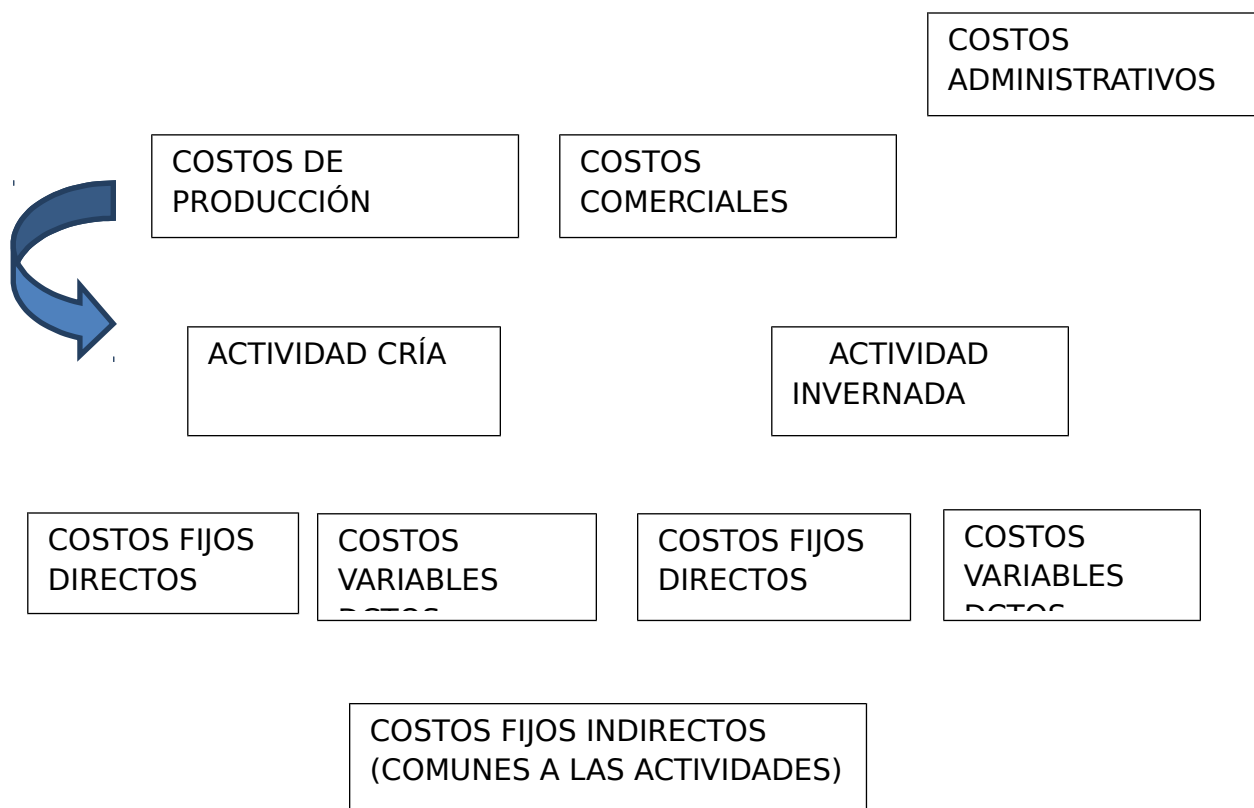 COSTOS
ADMINISTRATIVOS
COSTOS DE
PRODUCCIÓN
COSTOS
COMERCIALES
ACTIVIDAD CRÍA
ACTIVIDAD
INVERNADA
COSTOS FIJOS
DIRECTOS
COSTOS
VARIABLES
COSTOS FIJOS
DIRECTOS
COSTOS
VARIABLES
COSTOS FIJOS INDIRECTOS
(COMUNES A LAS ACTIVIDADES)